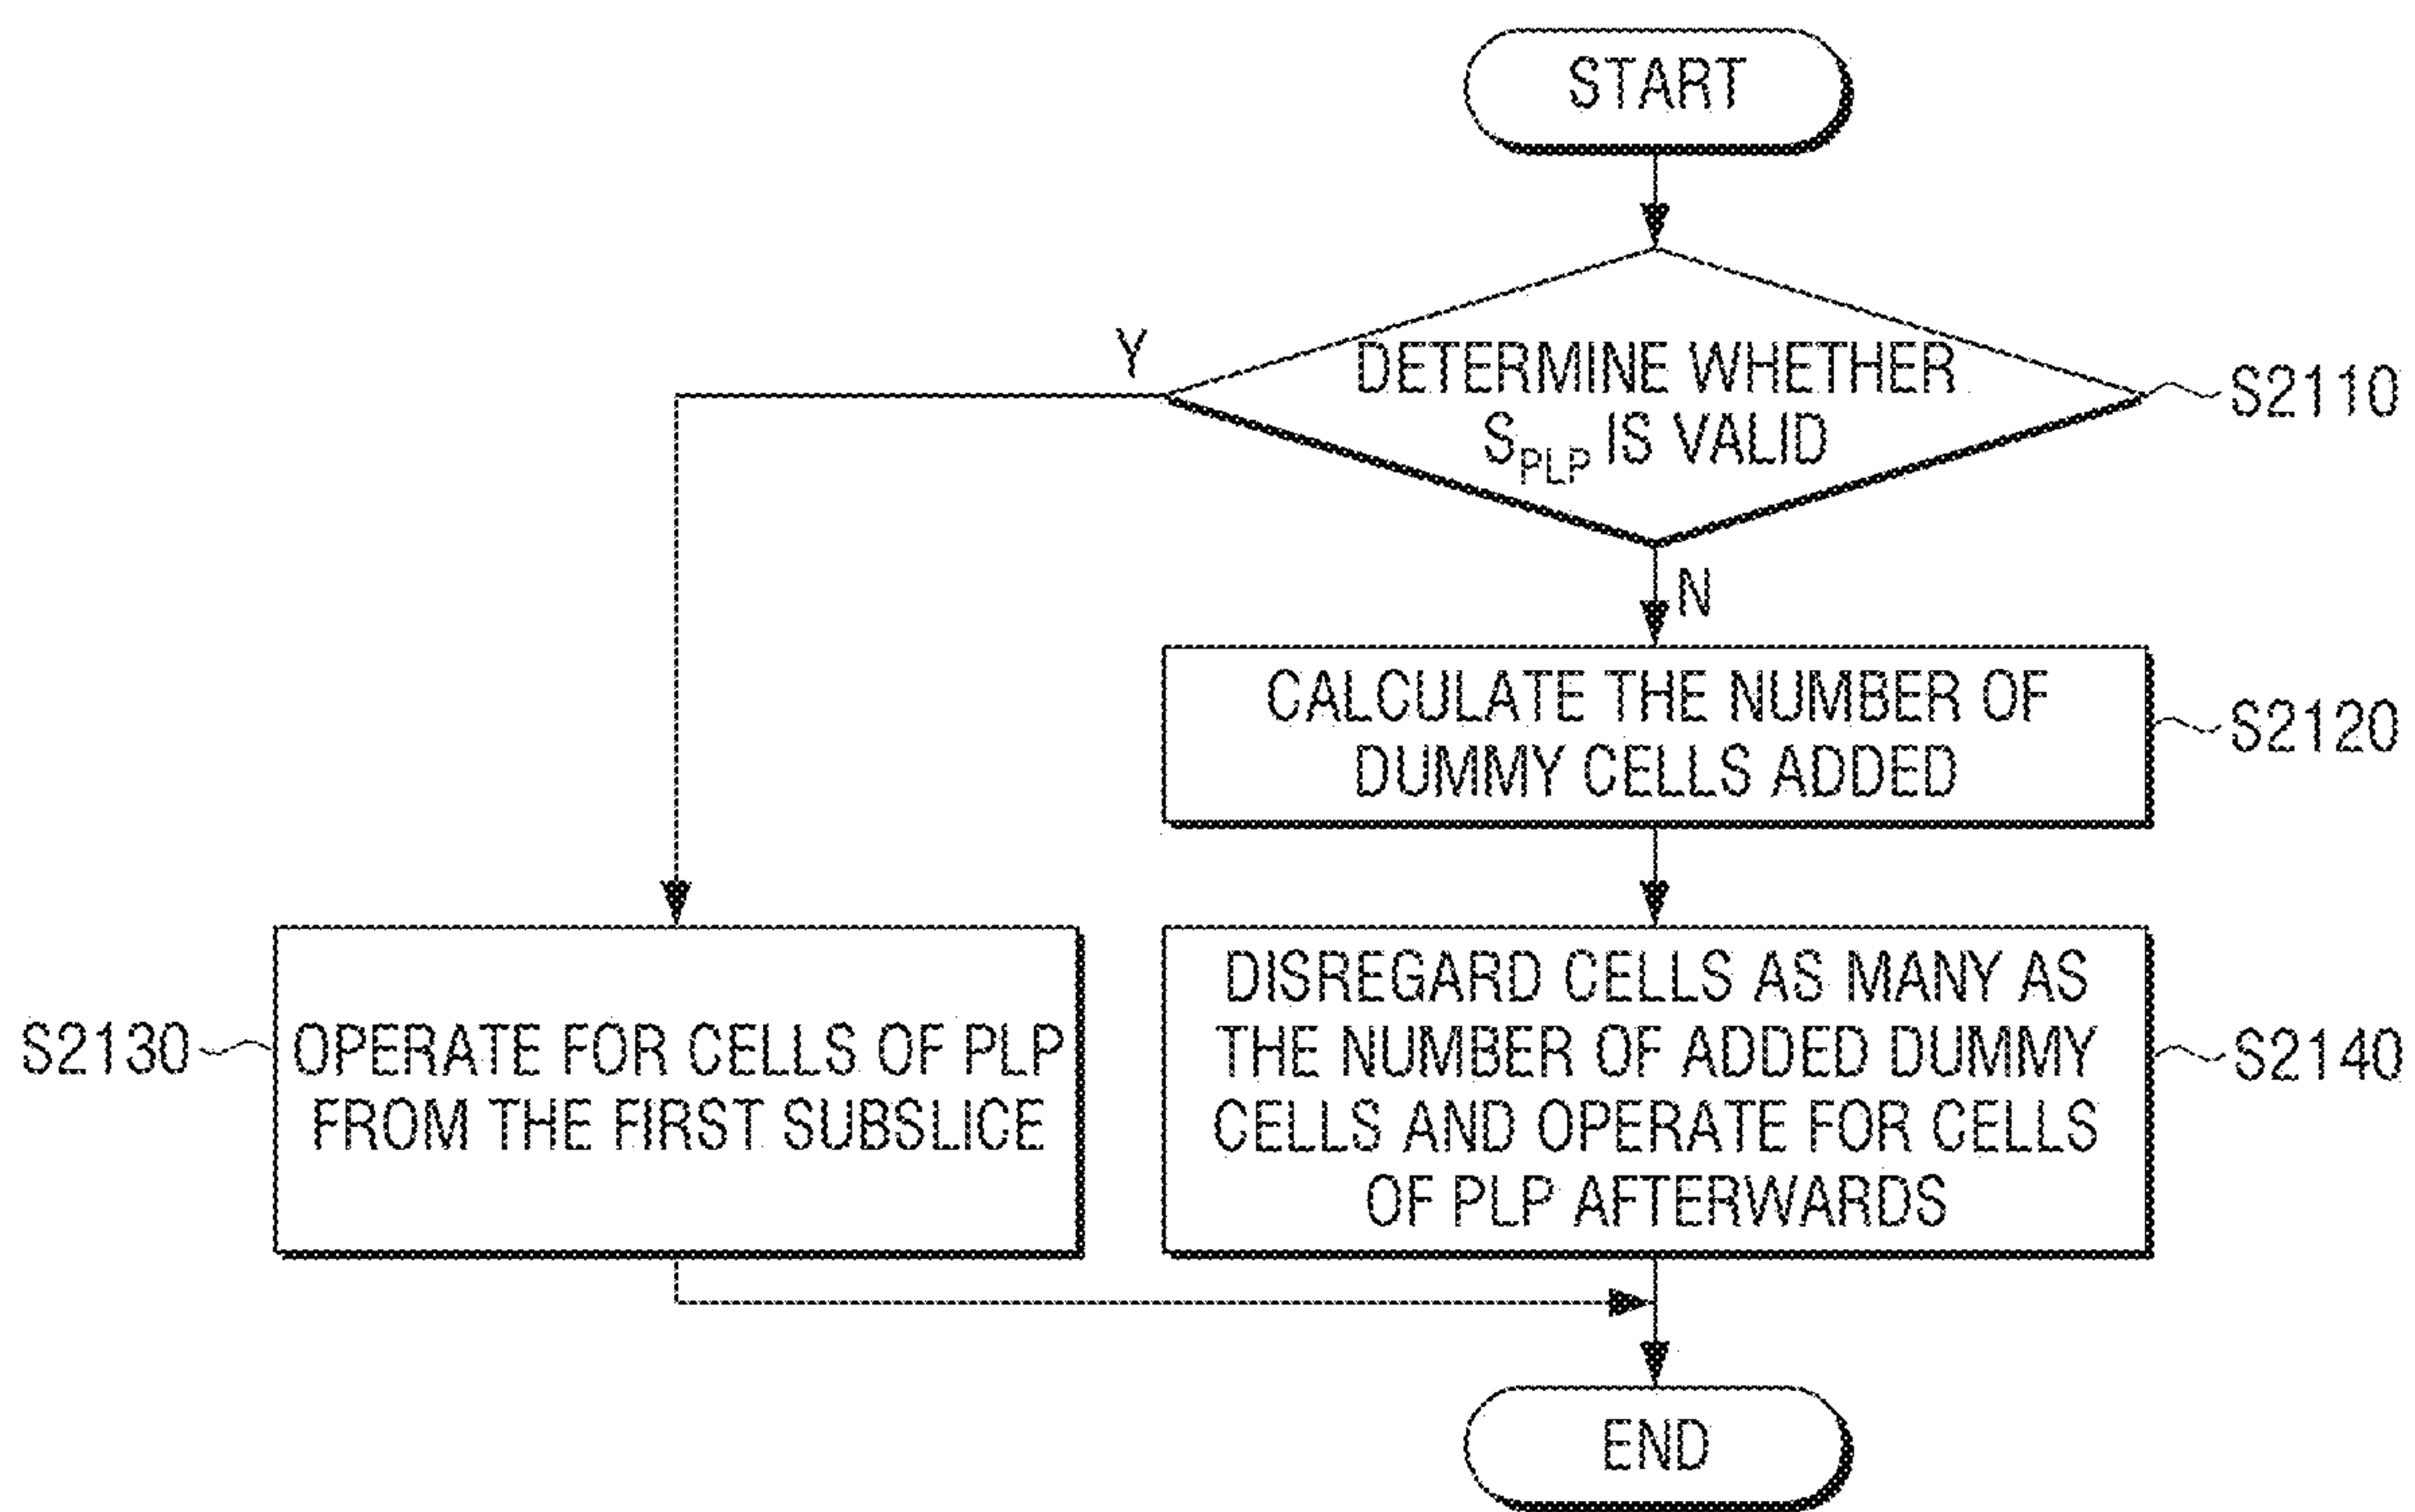 START
Y
DETERMINE WHETHER
S_PLP IS VALID
S2110
N
CALCULATE THE NUMBER OF
DUMMY CELLS ADDED
S2120
S2130
OPERATE FOR CELLS OF PLP
FROM THE FIRST SUBSLICE
DISREGARD CELLS AS MANY AS
THE NUMBER OF ADDED DUMMY
CELLS AND OPERATE FOR CELLS
OF PLP AFTERWARDS
S2140
END